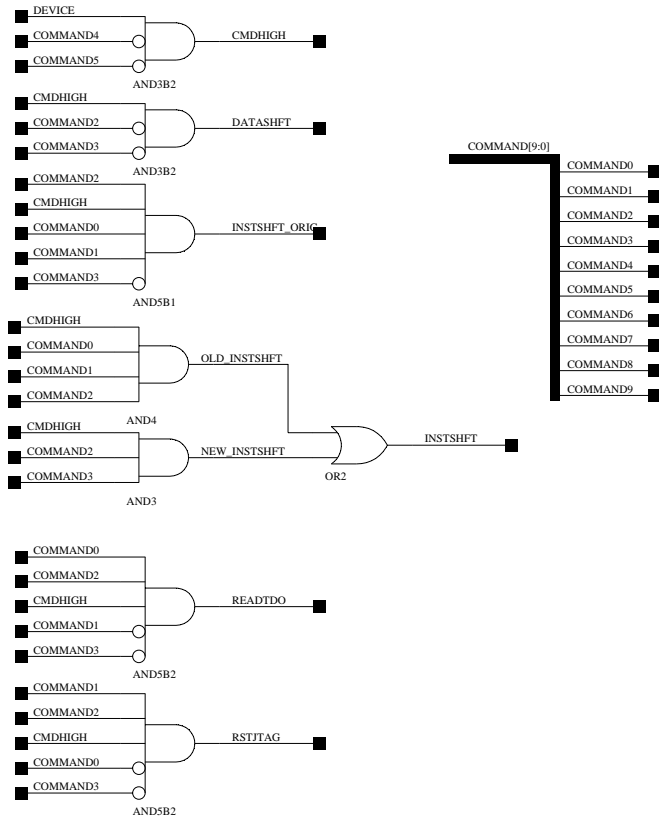 DEVICE
COMMAND4
CMDHIGH
COMMAND5
AND3B2
CMDHIGH
COMMAND2
DATASHFT
COMMAND3
AND3B2
COMMAND2
CMDHIGH
COMMAND0
INSTSHFT_ORIG
COMMAND1
COMMAND3
AND5B1
CMDHIGH
COMMAND0
OLD_INSTSHFT
COMMAND1
COMMAND2
AND4
CMDHIGH
COMMAND2
NEW_INSTSHFT
COMMAND3
AND3
INSTSHFT
OR2
COMMAND0
COMMAND2
CMDHIGH
READTDO
COMMAND1
COMMAND3
AND5B2
COMMAND1
COMMAND2
CMDHIGH
RSTJTAG
COMMAND0
COMMAND3
AND5B2
COMMAND[9:0]
COMMAND0
COMMAND1
COMMAND2
COMMAND3
COMMAND4
COMMAND5
COMMAND6
COMMAND7
COMMAND8
COMMAND9